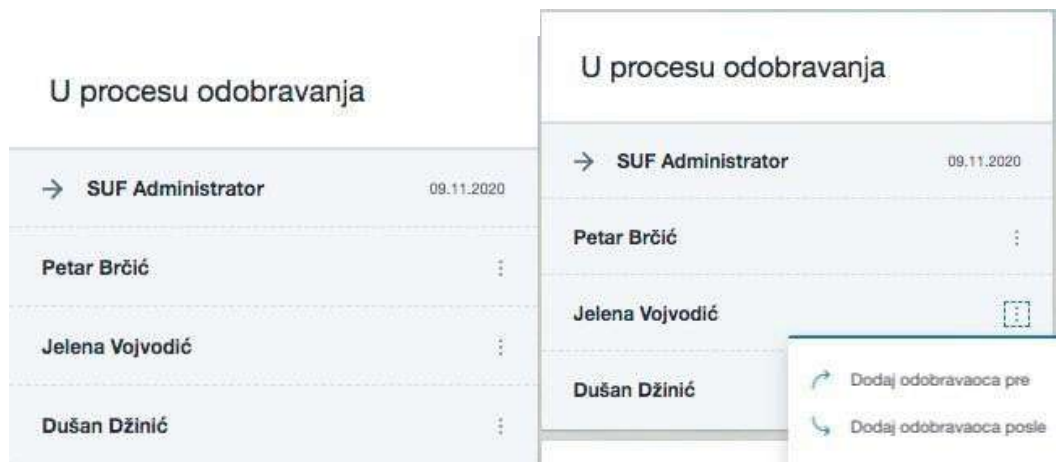 U procesu odobravanja
SUF Administrator 09.11.2020
Petar Brčić
Jelena Vojvodić
Dušan Džinić
U procesu odobravanja
SUF Administrator 09.11.2020
Petar Brčić
Jelena Vojvodić
Dušan Džinić
Dodaj odobravaoca pre
Dodaj odobravaoca posle